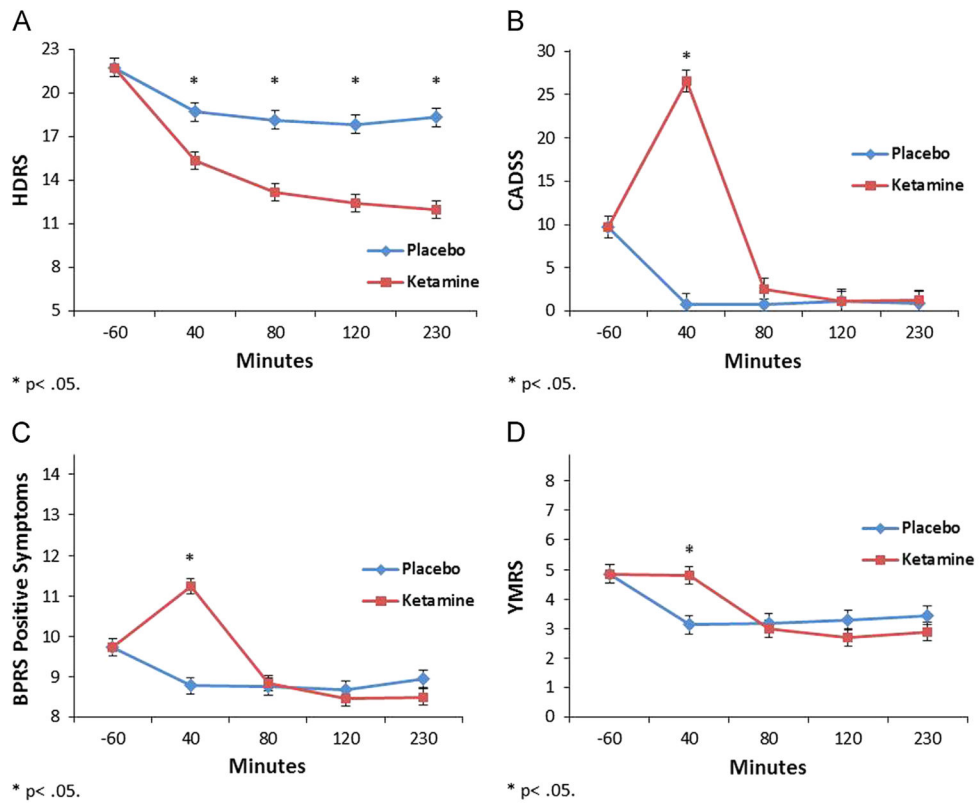 A
23
20
17
14
11
8
5
HDRS
* * * *
Placebo
Ketamine
-60 40 80 120 230
Minutes
* p< .05.
B
30
25
20
15
10
5
0
CADSS
*
Placebo
Ketamine
-60 40 80 120 230
Minutes
* p< .05.
C
14
13
12
11
10
9
8
BPRS Positive Symptoms
*
Placebo
Ketamine
-60 40 80 120 230
Minutes
* p< .05.
D
8
7
6
5
4
3
2
1
0
YMRS
*
Placebo
Ketamine
-60 40 80 120 230
Minutes
* p< .05.